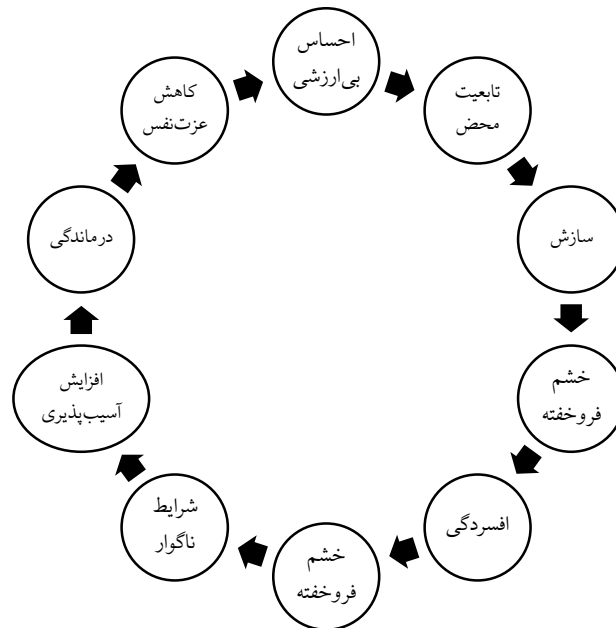 احساس
بی‌ارزشی
تابعیت
محض
سازش
خشم
فروخفته
افسردگی
خشم
فروخفته
شرایط
ناگوار
افزایش
آسیب‌پذیری
درماندگی
کاهش
عزت‌نفس